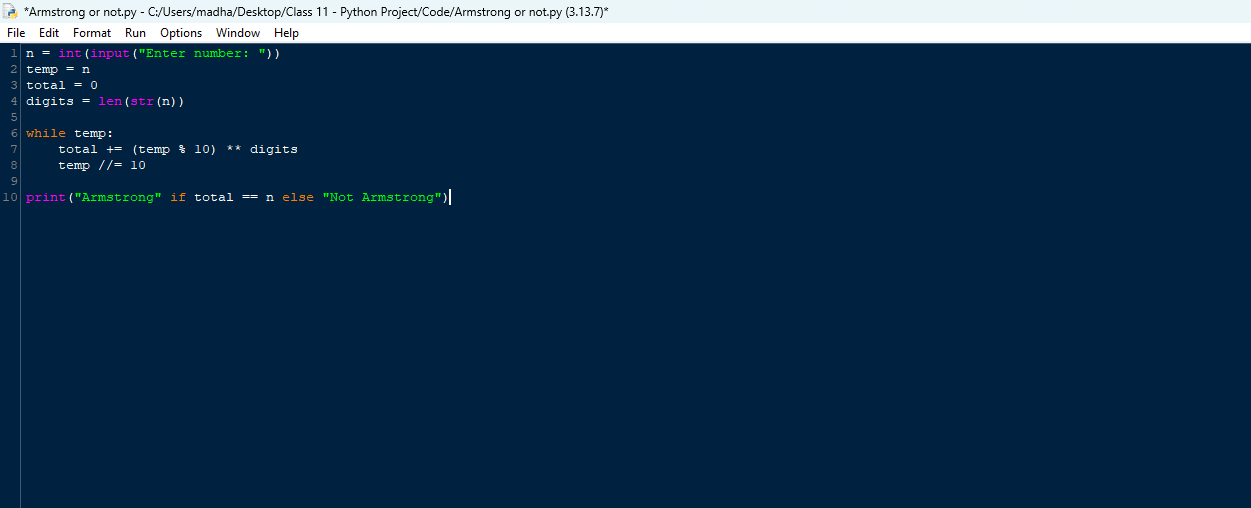 *Armstrong or not.py - C:/Users/madha/Desktop/Class 11 - Python Project/Code/Armstrong or not.py (3.13.7)*
File Edit Format Run Options Window Help
1 n = int(input("Enter number: "))
2 temp = n
3 total = 0
4 digits = len(str(n))
5
6 while temp:
7     total += (temp % 10) ** digits
8     temp //= 10
9
10 print("Armstrong" if total == n else "Not Armstrong")